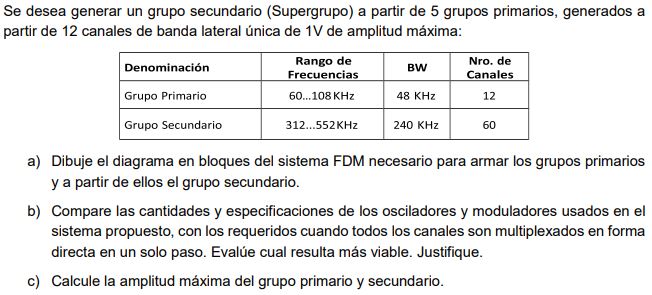 Se desea generar un grupo secundario (Supergrupo) a partir de 5 grupos primarios, generados a
partir de 12 canales de banda lateral única de 1V de amplitud máxima:
Denominación Rango de Frecuencias BW Nro. de Canales
Grupo Primario 60...108KHz 48 KHz 12
Grupo Secundario 312...552KHz 240 KHz 60
a) Dibuje el diagrama en bloques del sistema FDM necesario para armar los grupos primarios
y a partir de ellos el grupo secundario.
b) Compare las cantidades y especificaciones de los osciladores y moduladores usados en el
sistema propuesto, con los requeridos cuando todos los canales son multiplexados en forma
directa en un solo paso. Evalúe cual resulta más viable. Justifique.
c) Calcule la amplitud máxima del grupo primario y secundario.